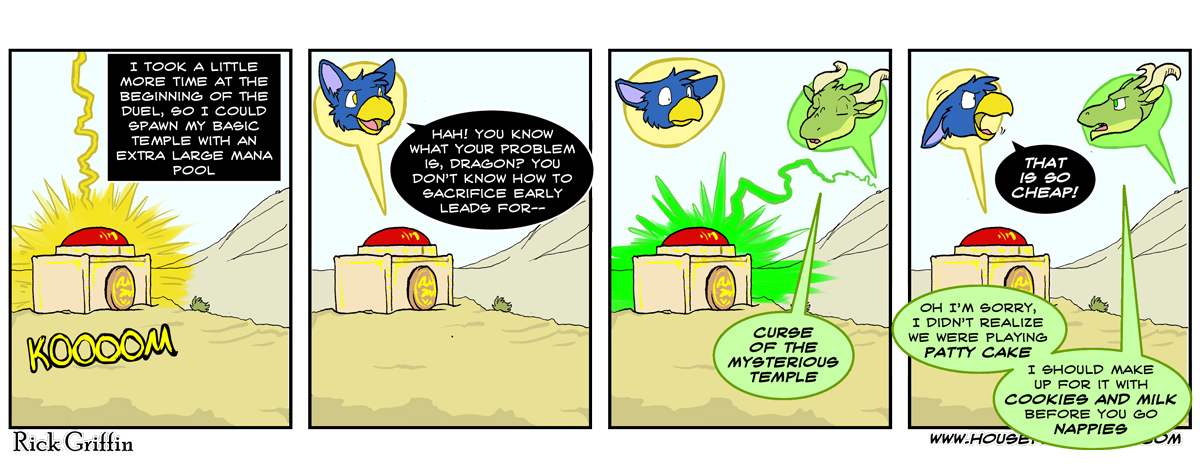 I TOOK A LITTLE
MORE TIME AT THE
BEGINNING OF THE
DUEL, SO I COULD
SPAWN MY BASIC
TEMPLE WITH AN
EXTRA LARGE MANA
POOL
KOOOOM
HAH! YOU KNOW
WHAT YOUR PROBLEM
IS, DRAGON? YOU
DON'T KNOW HOW TO
SACRIFICE EARLY
LEADS FOR--
CURSE
OF THE
MYSTERIOUS
TEMPLE
THAT
IS SO
CHEAP!
OH I'M SORRY,
I DIDN'T REALIZE
WE WERE PLAYING
PATTY CAKE
I SHOULD MAKE
UP FOR IT WITH
COOKIES AND MILK
BEFORE YOU GO
NAPPIES
Rick Griffin